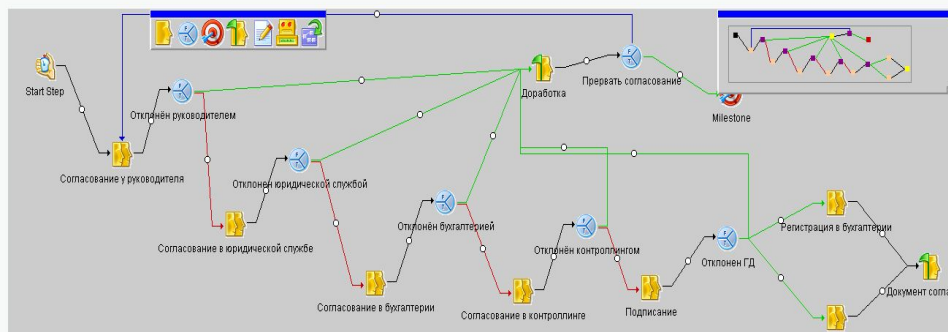 Start Step
Отклонён руководителем
Доработка
Прервать согласование
Milestone
Согласование у руководителя
Отклонен юридической службой
Согласование в юридической службе
Отклонён бухгалтерией
Отклонён контроллингом
Отклонен ГД
Регистрация в бухгалтерии
Согласование в бухгалтерии
Согласование в контроллинге
Подписание
Документ согла